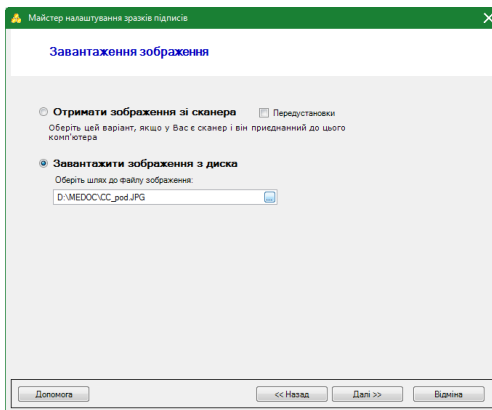 Майстер налаштування зразків підписів
Завантаження зображення
Отримати зображення зі сканера
Передустановки
Оберіть цей варіант, якщо у Вас є сканер і він приєднанний до цього
комп'ютера
Завантажити зображення з диска
Оберіть шлях до файлу зображення:
D:\MEDOC\CC_pod.JPG
...
Допомога
<< Назад
Далі >>
Відміна